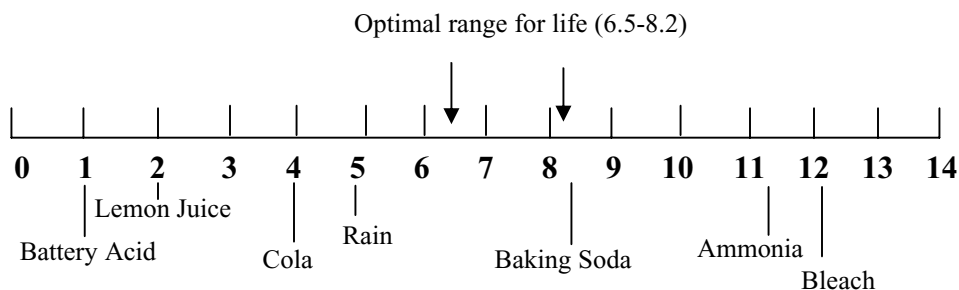 Optimal range for life (6.5-8.2)
0 1 2 3 4 5 6 7 8 9 10 11 12 13 14
Lemon Juice
Battery Acid
Cola
Rain
Baking Soda
Ammonia
Bleach